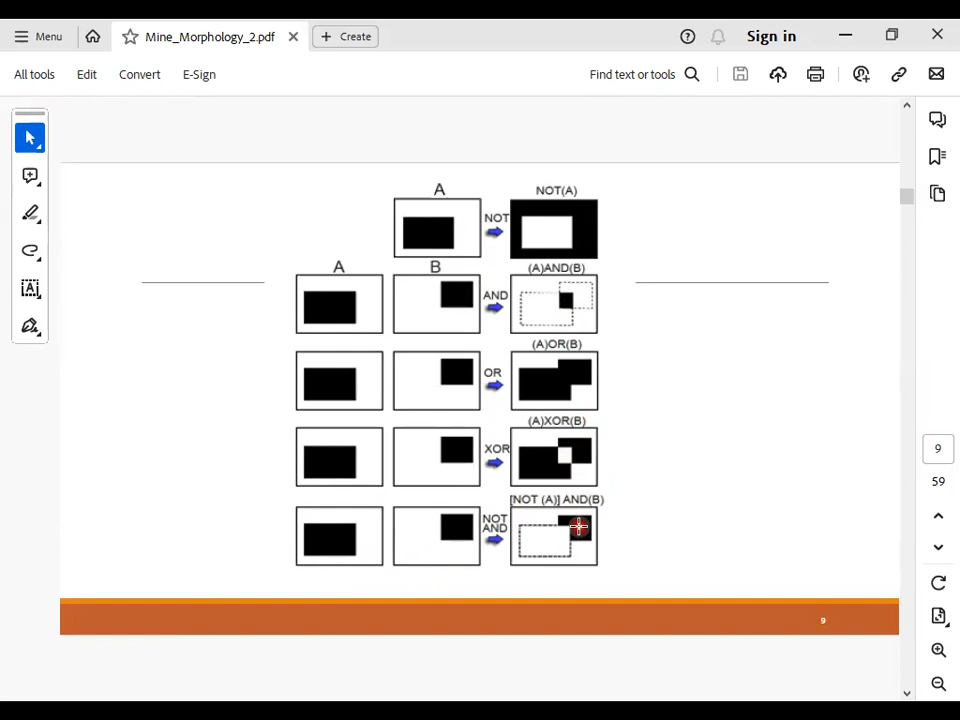 Menu
Mine_Morphology_2.pdf
Create
Sign in
All tools
Edit
Convert
E-Sign
Find text or tools
A
NOT(A)
NOT
A
B
(A)AND(B)
AND
(A)OR(B)
OR
(A)XOR(B)
XOR
[NOT (A)] AND(B)
NOT
AND
9
59
9